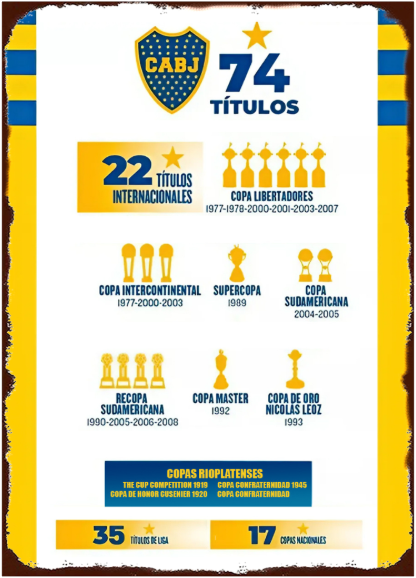 CABJ
74
TÍTULOS
22 TÍTULOS
INTERNACIONALES
COPA LIBERTADORES
1977-1978-2000-2001-2003-2007
COPA INTERCONTINENTAL
1977-2000-2003
SUPERCOPA
1989
COPA
SUDAMERICANA
2004-2005
RECOPA
SUDAMERICANA
1990-2005-2006-2008
COPA MASTER
1992
COPA DE ORO
NICOLÁS LEOZ
1993
COPAS RIOPLATENSES
THE CUP COMPETITION 1919 COPA CONFRATERNIDAD 1945
COPA DE HONOR CUSENIER 1920 COPA CONFRATERNIDAD
35 TÍTULOS DE LIGA
17 COPAS NACIONALES